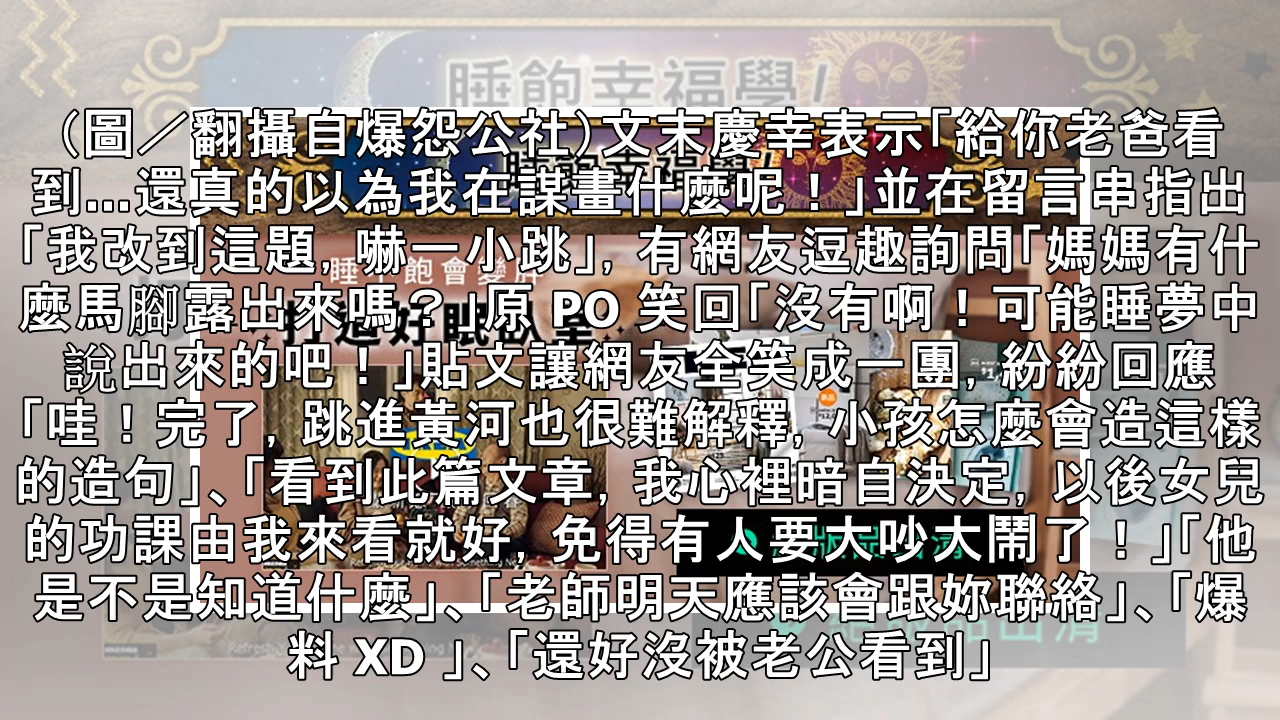 睡飽幸福學!
(圖／翻攝自爆怨公社)文末慶幸表示「給你老爸看
到...還真的以為我在謀畫什麼呢！」並在留言串指出
「我改到這題, 嚇一小跳」, 有網友逗趣詢問「媽媽有什
麼馬腳露出來嗎？」原 PO 笑回「沒有啊！可能睡夢中
說出來的吧！」貼文讓網友全笑成一團, 紛紛回應
「哇！完了, 跳進黃河也很難解釋, 小孩怎麼會造這樣
的造句」、「看到此篇文章, 我心裡暗自決定, 以後女兒
的功課由我來看就好, 免得有人要大吵大鬧了！」「他
是不是知道什麼」、「老師明天應該會跟妳聯絡」、「爆
料 XD 」、「還好沒被老公看到」